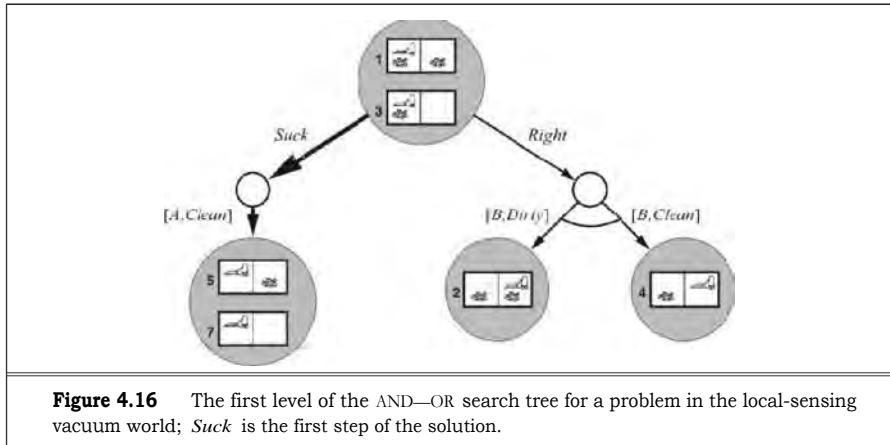 1
3
Suck
Right
[A,Clean]
[B,Dirty]
[B,Clean]
5
7
2
4
Figure 4.16 The first level of the AND—OR search tree for a problem in the local-sensing
vacuum world; Suck is the first step of the solution.